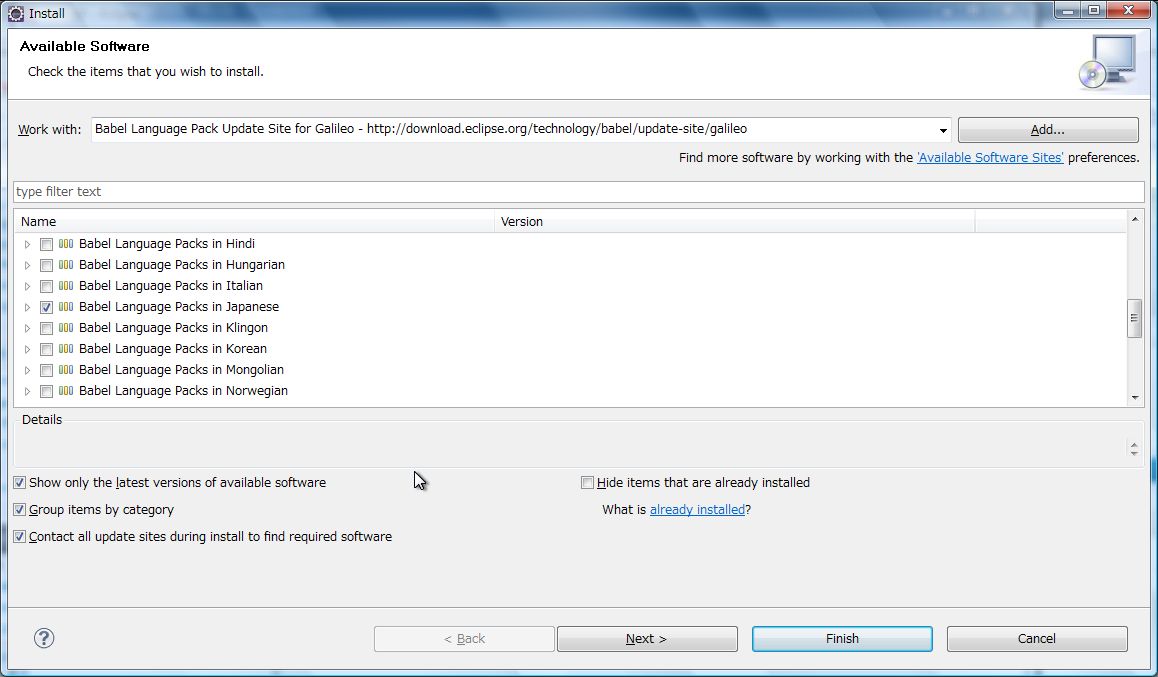 Install
Available Software
Check the items that you wish to install.
Work with: Babel Language Pack Update Site for Galileo - http://download.eclipse.org/technology/babel/update-site/galileo Add...
Find more software by working with the 'Available Software Sites' preferences.
type filter text
Name Version
Babel Language Packs in Hindi
Babel Language Packs in Hungarian
Babel Language Packs in Italian
Babel Language Packs in Japanese
Babel Language Packs in Klingon
Babel Language Packs in Korean
Babel Language Packs in Mongolian
Babel Language Packs in Norwegian
Details
Show only the latest versions of available software Hide items that are already installed
Group items by category What is already installed?
Contact all update sites during install to find required software
? < Back Next > Finish Cancel